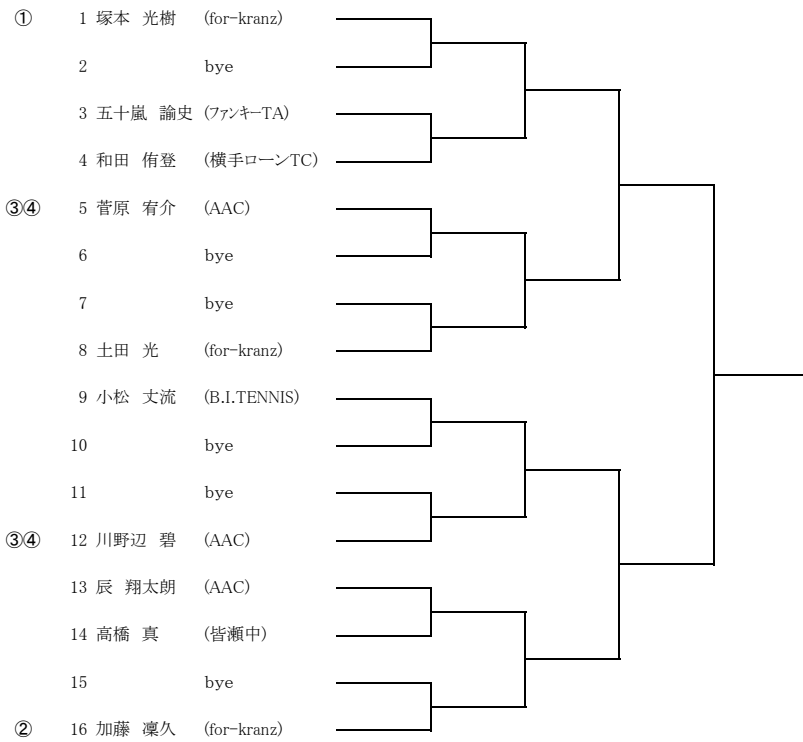 ① 1 塚本 光樹 (for-kranz)
2 bye
3 五十嵐 諭史 (ファンキーTA)
4 和田 侑登 (横手ローンTC)
③④ 5 菅原 宥介 (AAC)
6 bye
7 bye
8 土田 光 (for-kranz)
9 小松 丈流 (B.I.TENNIS)
10 bye
11 bye
③④ 12 川野辺 碧 (AAC)
13 辰 翔太朗 (AAC)
14 高橋 真 (皆瀬中)
15 bye
② 16 加藤 凜久 (for-kranz)